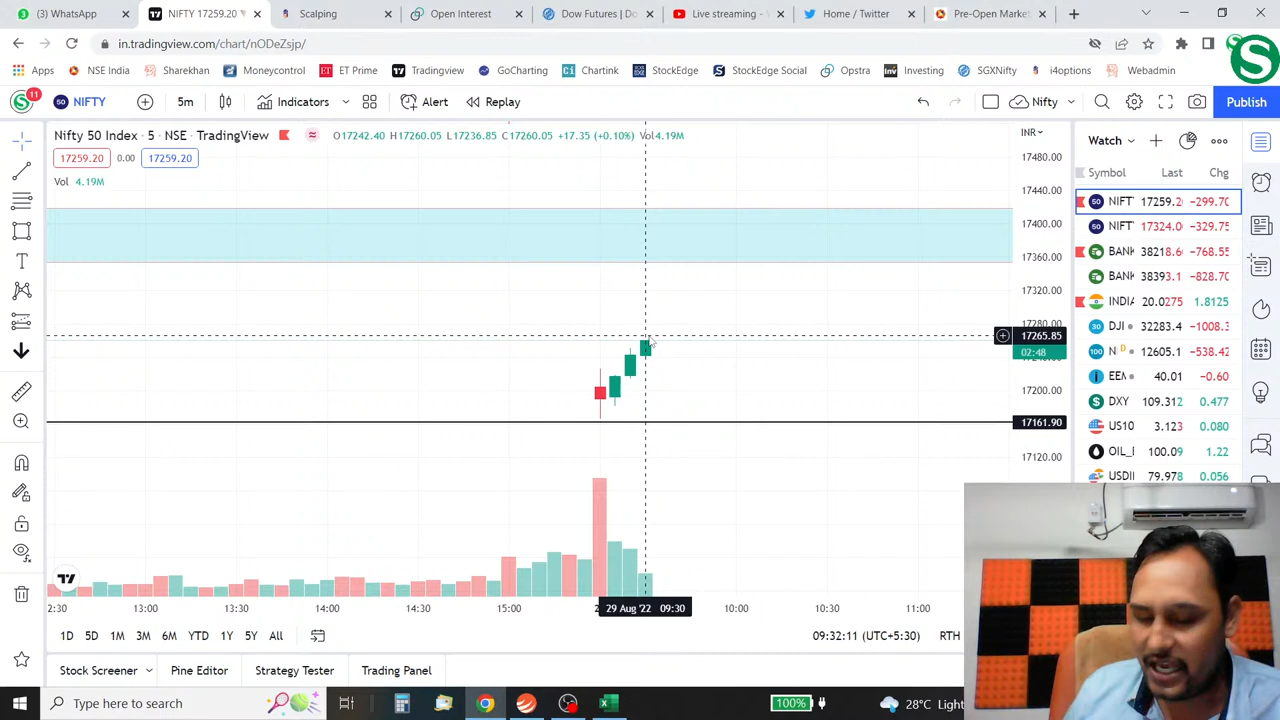 (3) WhatsApp
NIFTY 17259.20
Scalping
Open Interest
Dow Futures | D
Live streaming - Y
Home / Twitter
Pre-Open Market
in.tradingview.com/chart/nODeZsjp/
Apps
NSE India
Sharekhan
Moneycontrol
ET Prime
Tradingview
GoCharting
Chartink
StockEdge
StockEdge Social
Opstra
Investing
SGXNifty
i4options
Webadmin
11
NIFTY
5m
Indicators
Alert
Replay
Nifty
Publish
Nifty 50 Index · 5 · NSE · TradingView
O17242.40 H17260.05 L17236.85 C17260.05 +17.35 (+0.10%) Vol4.19M
17259.20 0.00 17259.20
Vol 4.19M
INR
17480.00
17440.00
17400.00
17360.00
17320.00
17280.00
17265.85
02:48
17200.00
17161.90
17120.00
Watch
Symbol Last Chg
NIFT 17259.2 −299.70
NIFT 17324.0 −329.75
BANK 38218.6 −768.55
BANK 38393.1 −828.70
INDIA 20.0275 1.8125
DJI 32283.4 −1008.3
N D 12605.1 −538.42
EEM 40.01 −0.60
DXY 109.312 0.477
US10 3.123 0.080
OIL_ 100.09 1.22
USDI 79.978 0.056
2:30 13:00 13:30 14:00 14:30 15:00 29 Aug '22 09:30 10:00 10:30 11:00
1D 5D 1M 3M 6M YTD 1Y 5Y All
09:32:11 (UTC+5:30)
RTH
Stock Screener
Pine Editor
Strategy Tester
Trading Panel
Type here to search
100%
28°C Light